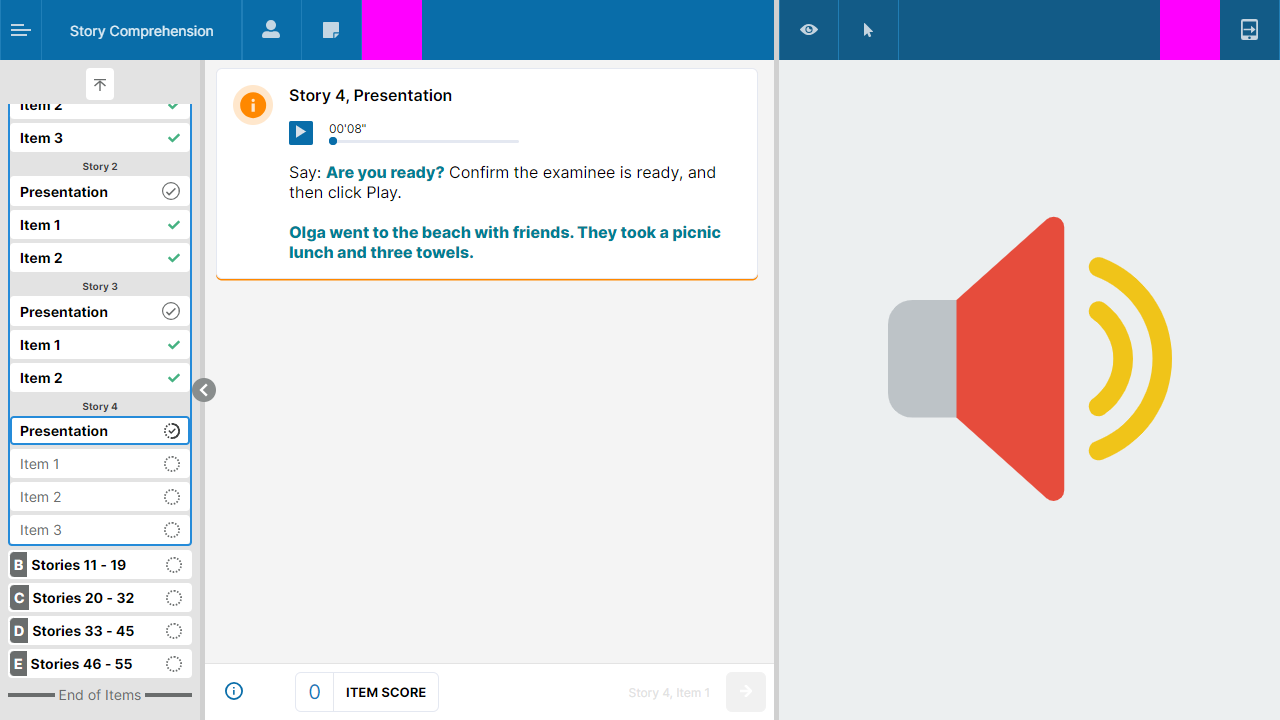 Story Comprehension
Item 2
Item 3
Story 2
Presentation
Item 1
Item 2
Story 3
Presentation
Item 1
Item 2
Story 4
Presentation
Item 1
Item 2
Item 3
B Stories 11 - 19
C Stories 20 - 32
D Stories 33 - 45
E Stories 46 - 55
End of Items
Story 4, Presentation
00'08"
Say: Are you ready? Confirm the examinee is ready, and
then click Play.
Olga went to the beach with friends. They took a picnic
lunch and three towels.
0 ITEM SCORE
Story 4, Item 1